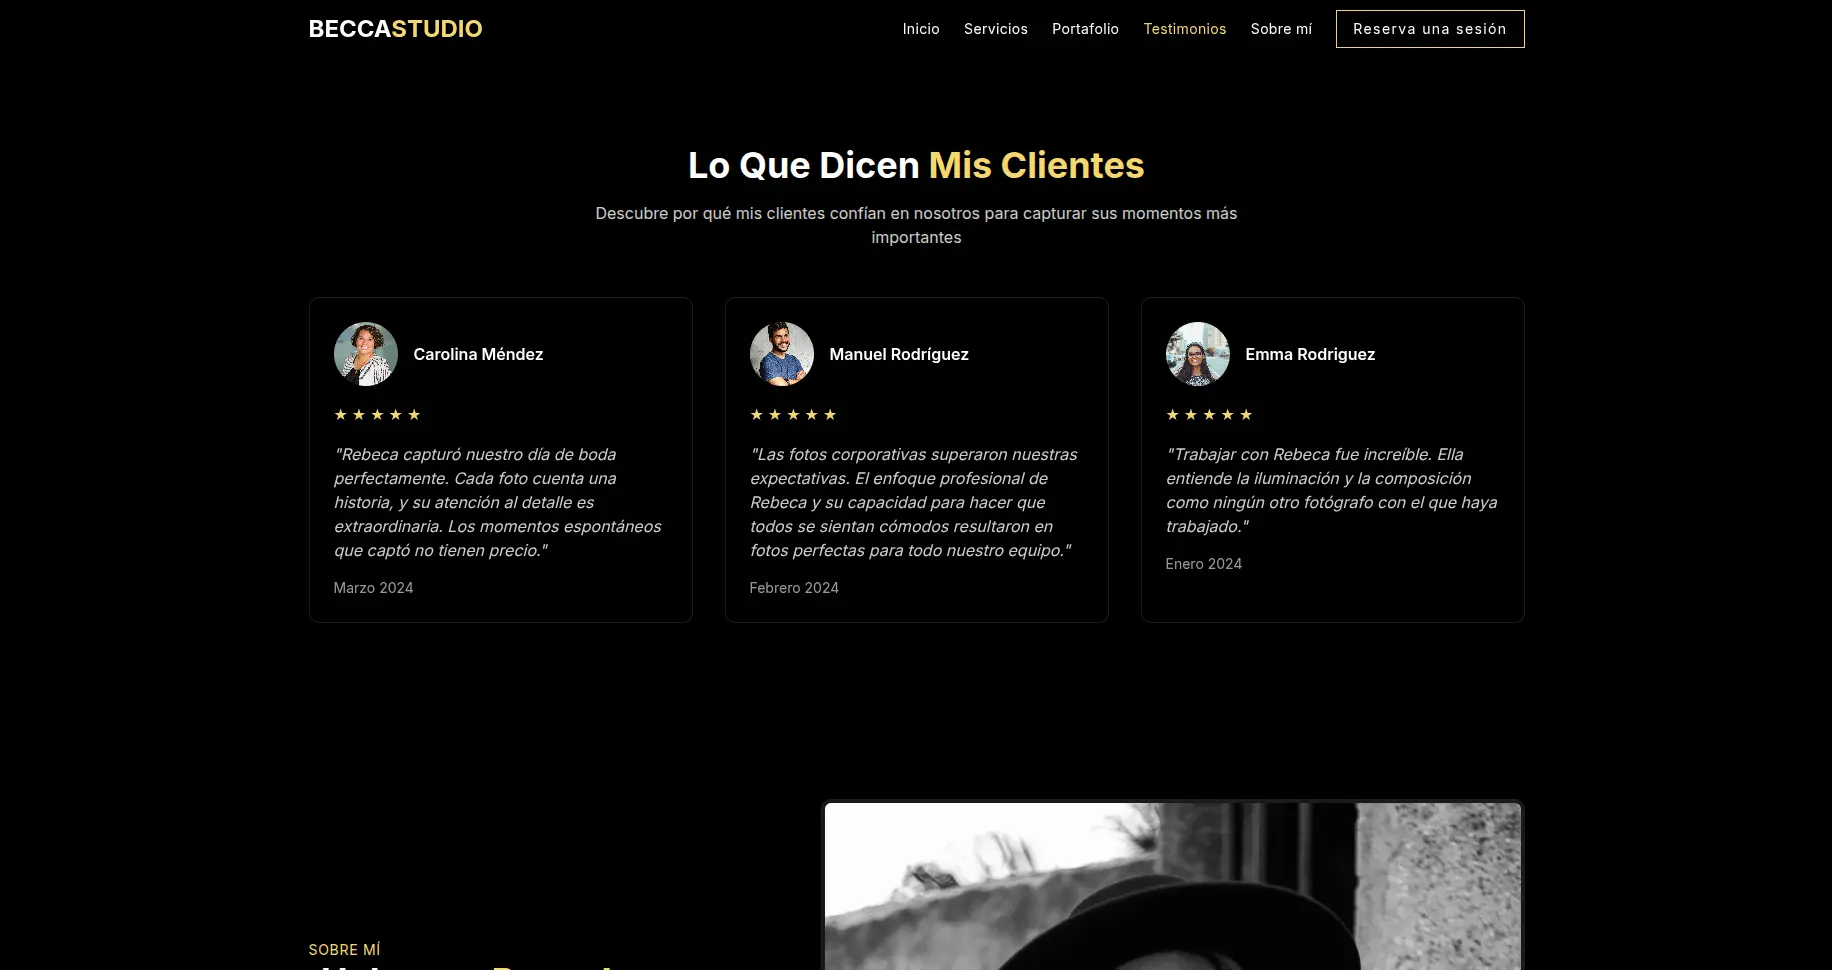 BECCASTUDIO
Inicio
Servicios
Portafolio
Testimonios
Sobre mí
Reserva una sesión
Lo Que Dicen Mis Clientes
Descubre por qué mis clientes confían en nosotros para capturar sus momentos más
importantes
Carolina Méndez
★ ★ ★ ★ ★
"Rebeca capturó nuestro día de boda
perfectamente. Cada foto cuenta una
historia, y su atención al detalle es
extraordinaria. Los momentos espontáneos
que captó no tienen precio."
Marzo 2024
Manuel Rodríguez
★ ★ ★ ★ ★
"Las fotos corporativas superaron nuestras
expectativas. El enfoque profesional de
Rebeca y su capacidad para hacer que
todos se sientan cómodos resultaron en
fotos perfectas para todo nuestro equipo."
Febrero 2024
Emma Rodriguez
★ ★ ★ ★ ★
"Trabajar con Rebeca fue increíble. Ella
entiende la iluminación y la composición
como ningún otro fotógrafo con el que haya
trabajado."
Enero 2024
SOBRE MÍ